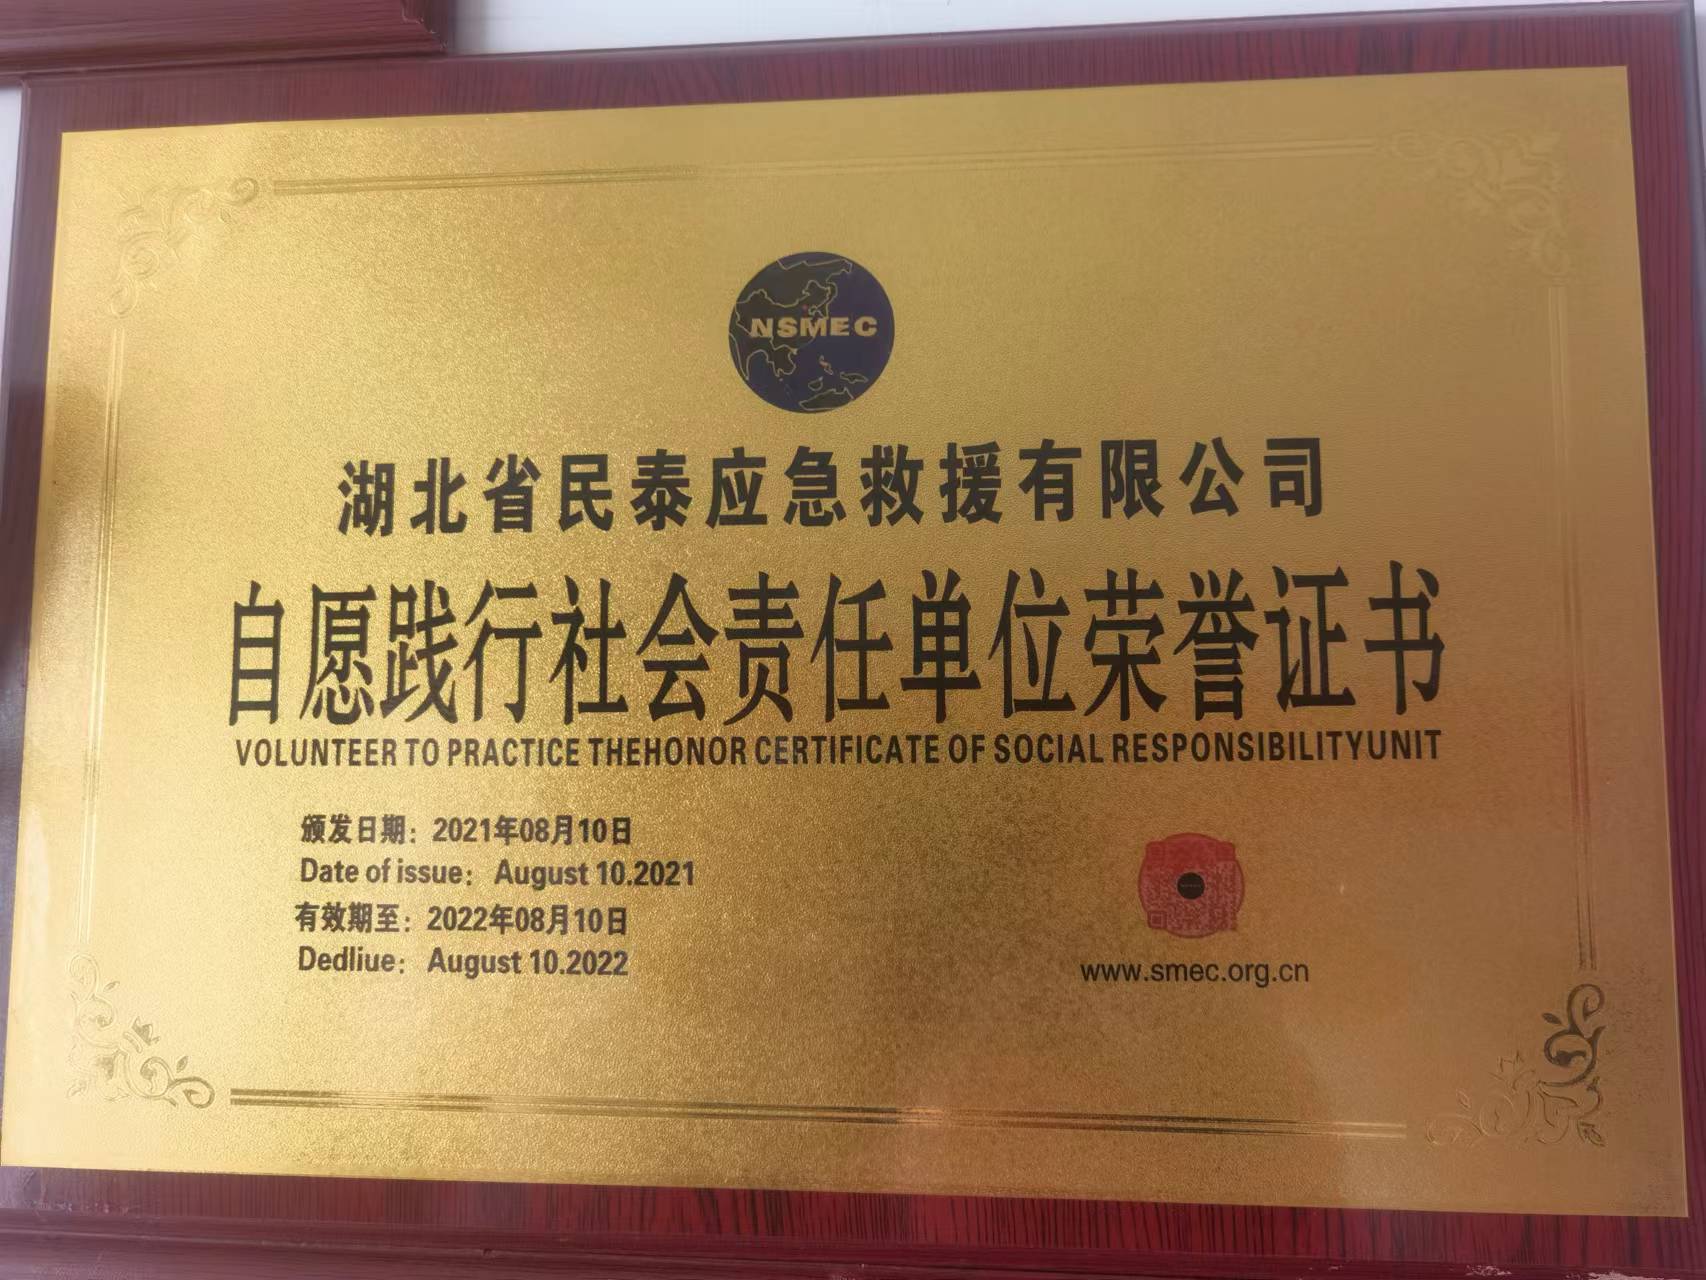 NSMEC
湖北省民泰应急救援有限公司
自愿践行社会责任单位荣誉证书
VOLUNTEER TO PRACTICE THEHONOR CERTIFICATE OF SOCIAL RESPONSIBILITYUNIT
颁发日期：2021年08月10日
Date of issue： August 10.2021
有效期至：2022年08月10日
Dedliue： August 10.2022
www.smec.org.cn